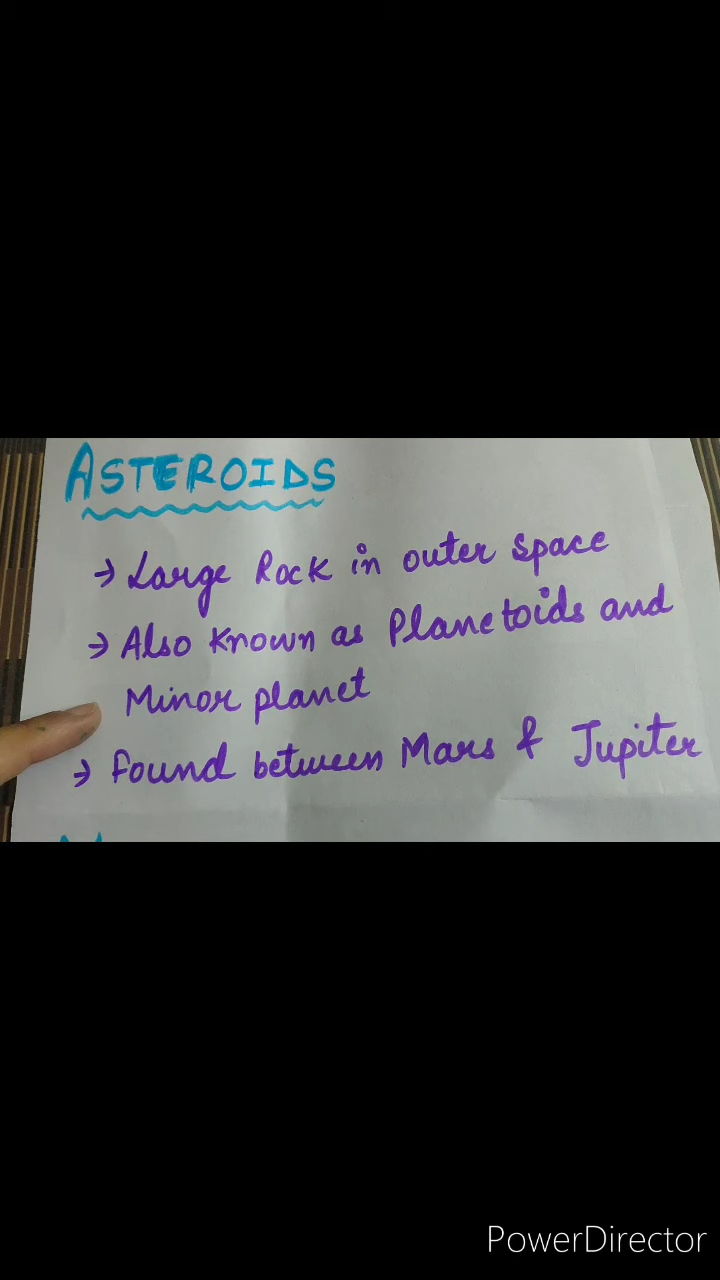 ASTEROIDS
→ Large Rock in outer space
→ Also known as Planetoids and
Minor planet
→ found between Mars & Jupiter
PowerDirector